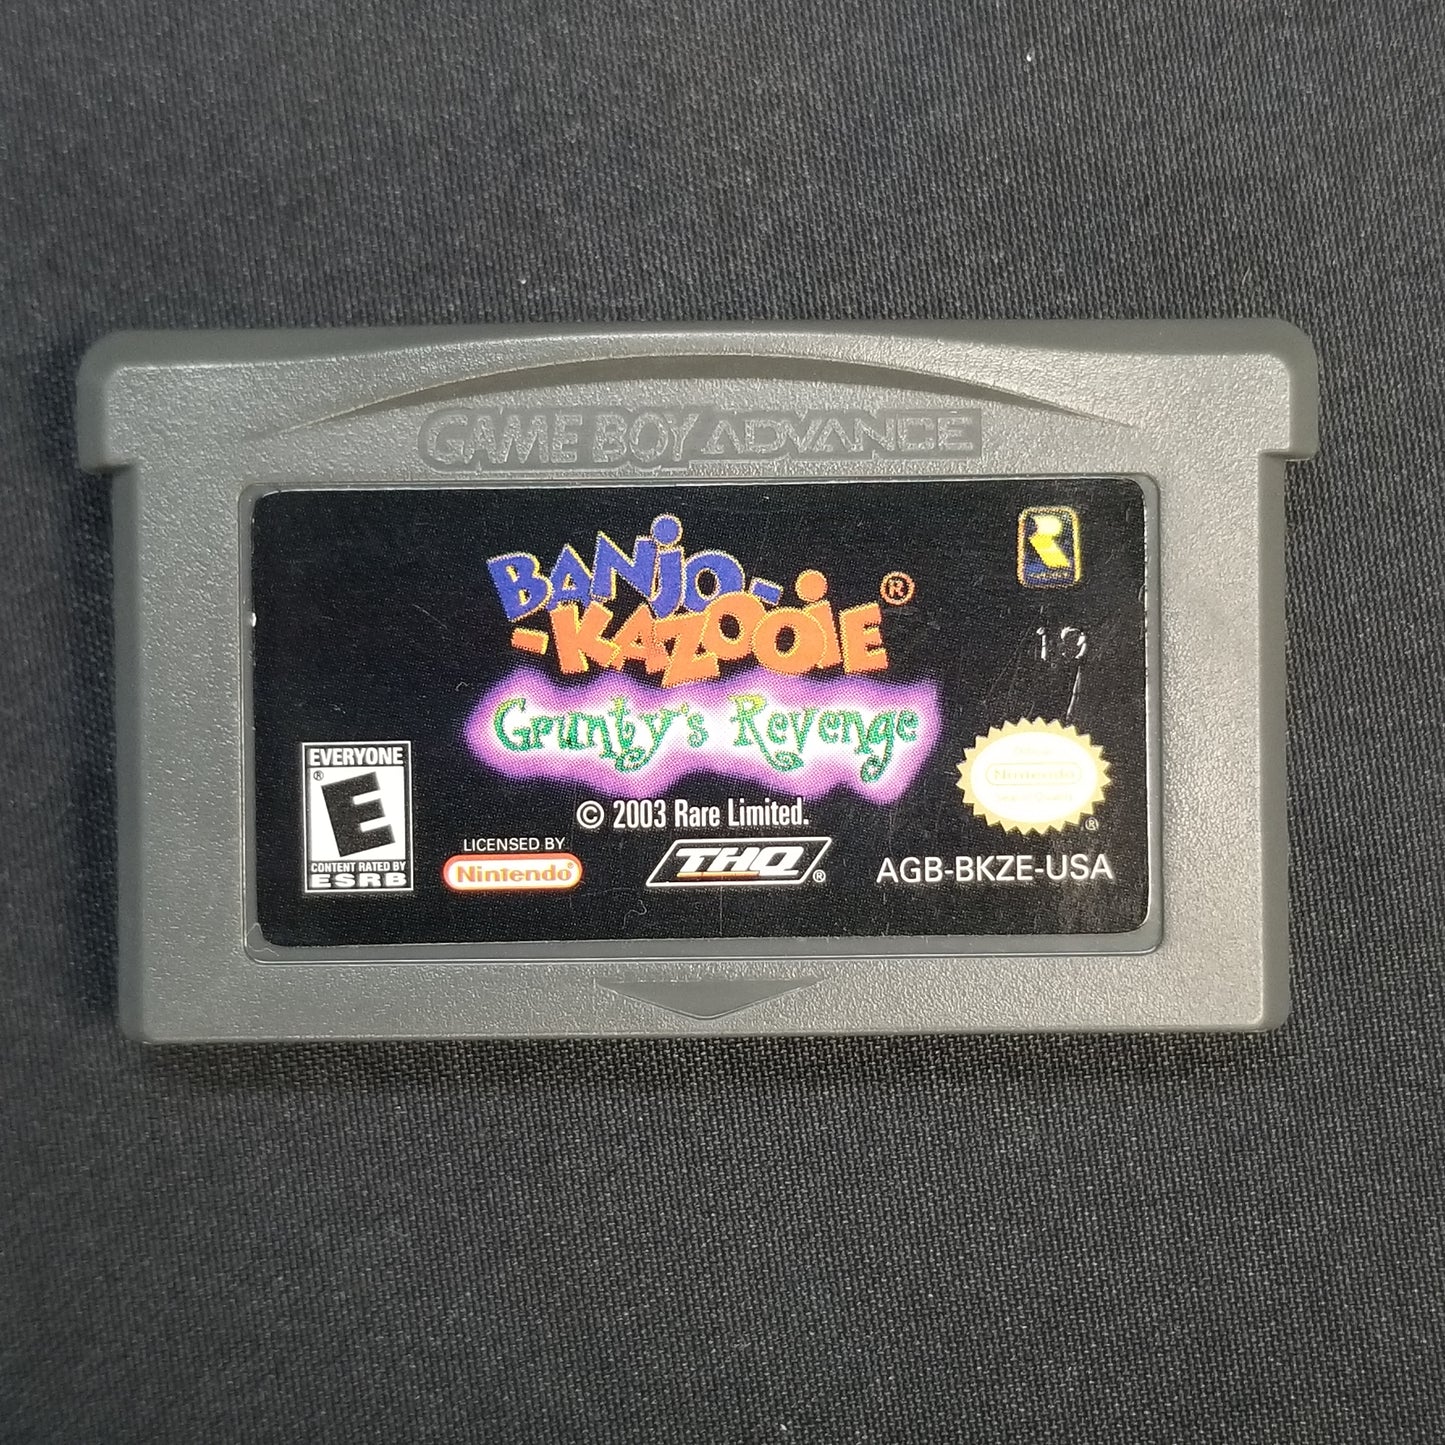 GAME BOY ADVANCE
BANJO-
-KAZOOIE®
Grunty's Revenge
R
19
EVERYONE
®
E
CONTENT RATED BY
ESRB
© 2003 Rare Limited.
LICENSED BY
Nintendo®
THQ®
Nintendo
®
AGB-BKZE-USA